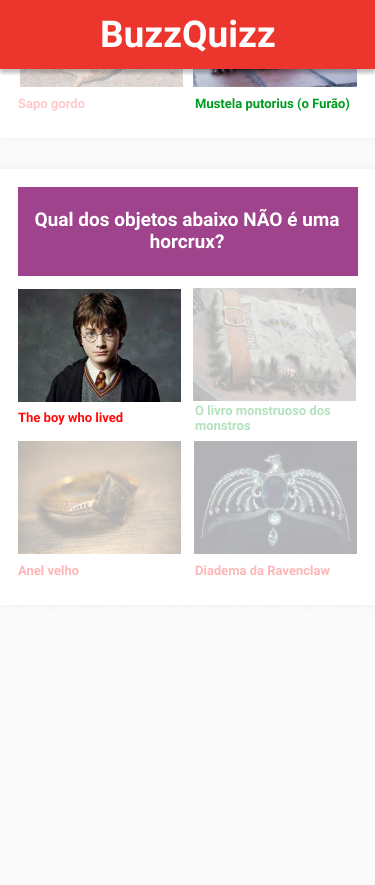 BuzzQuizz
Sapo gordo
Mustela putorius (o Furão)
Qual dos objetos abaixo NÃO é uma
horcrux?
The boy who lived
O livro monstruoso dos
monstros
Anel velho
Diadema da Ravenclaw